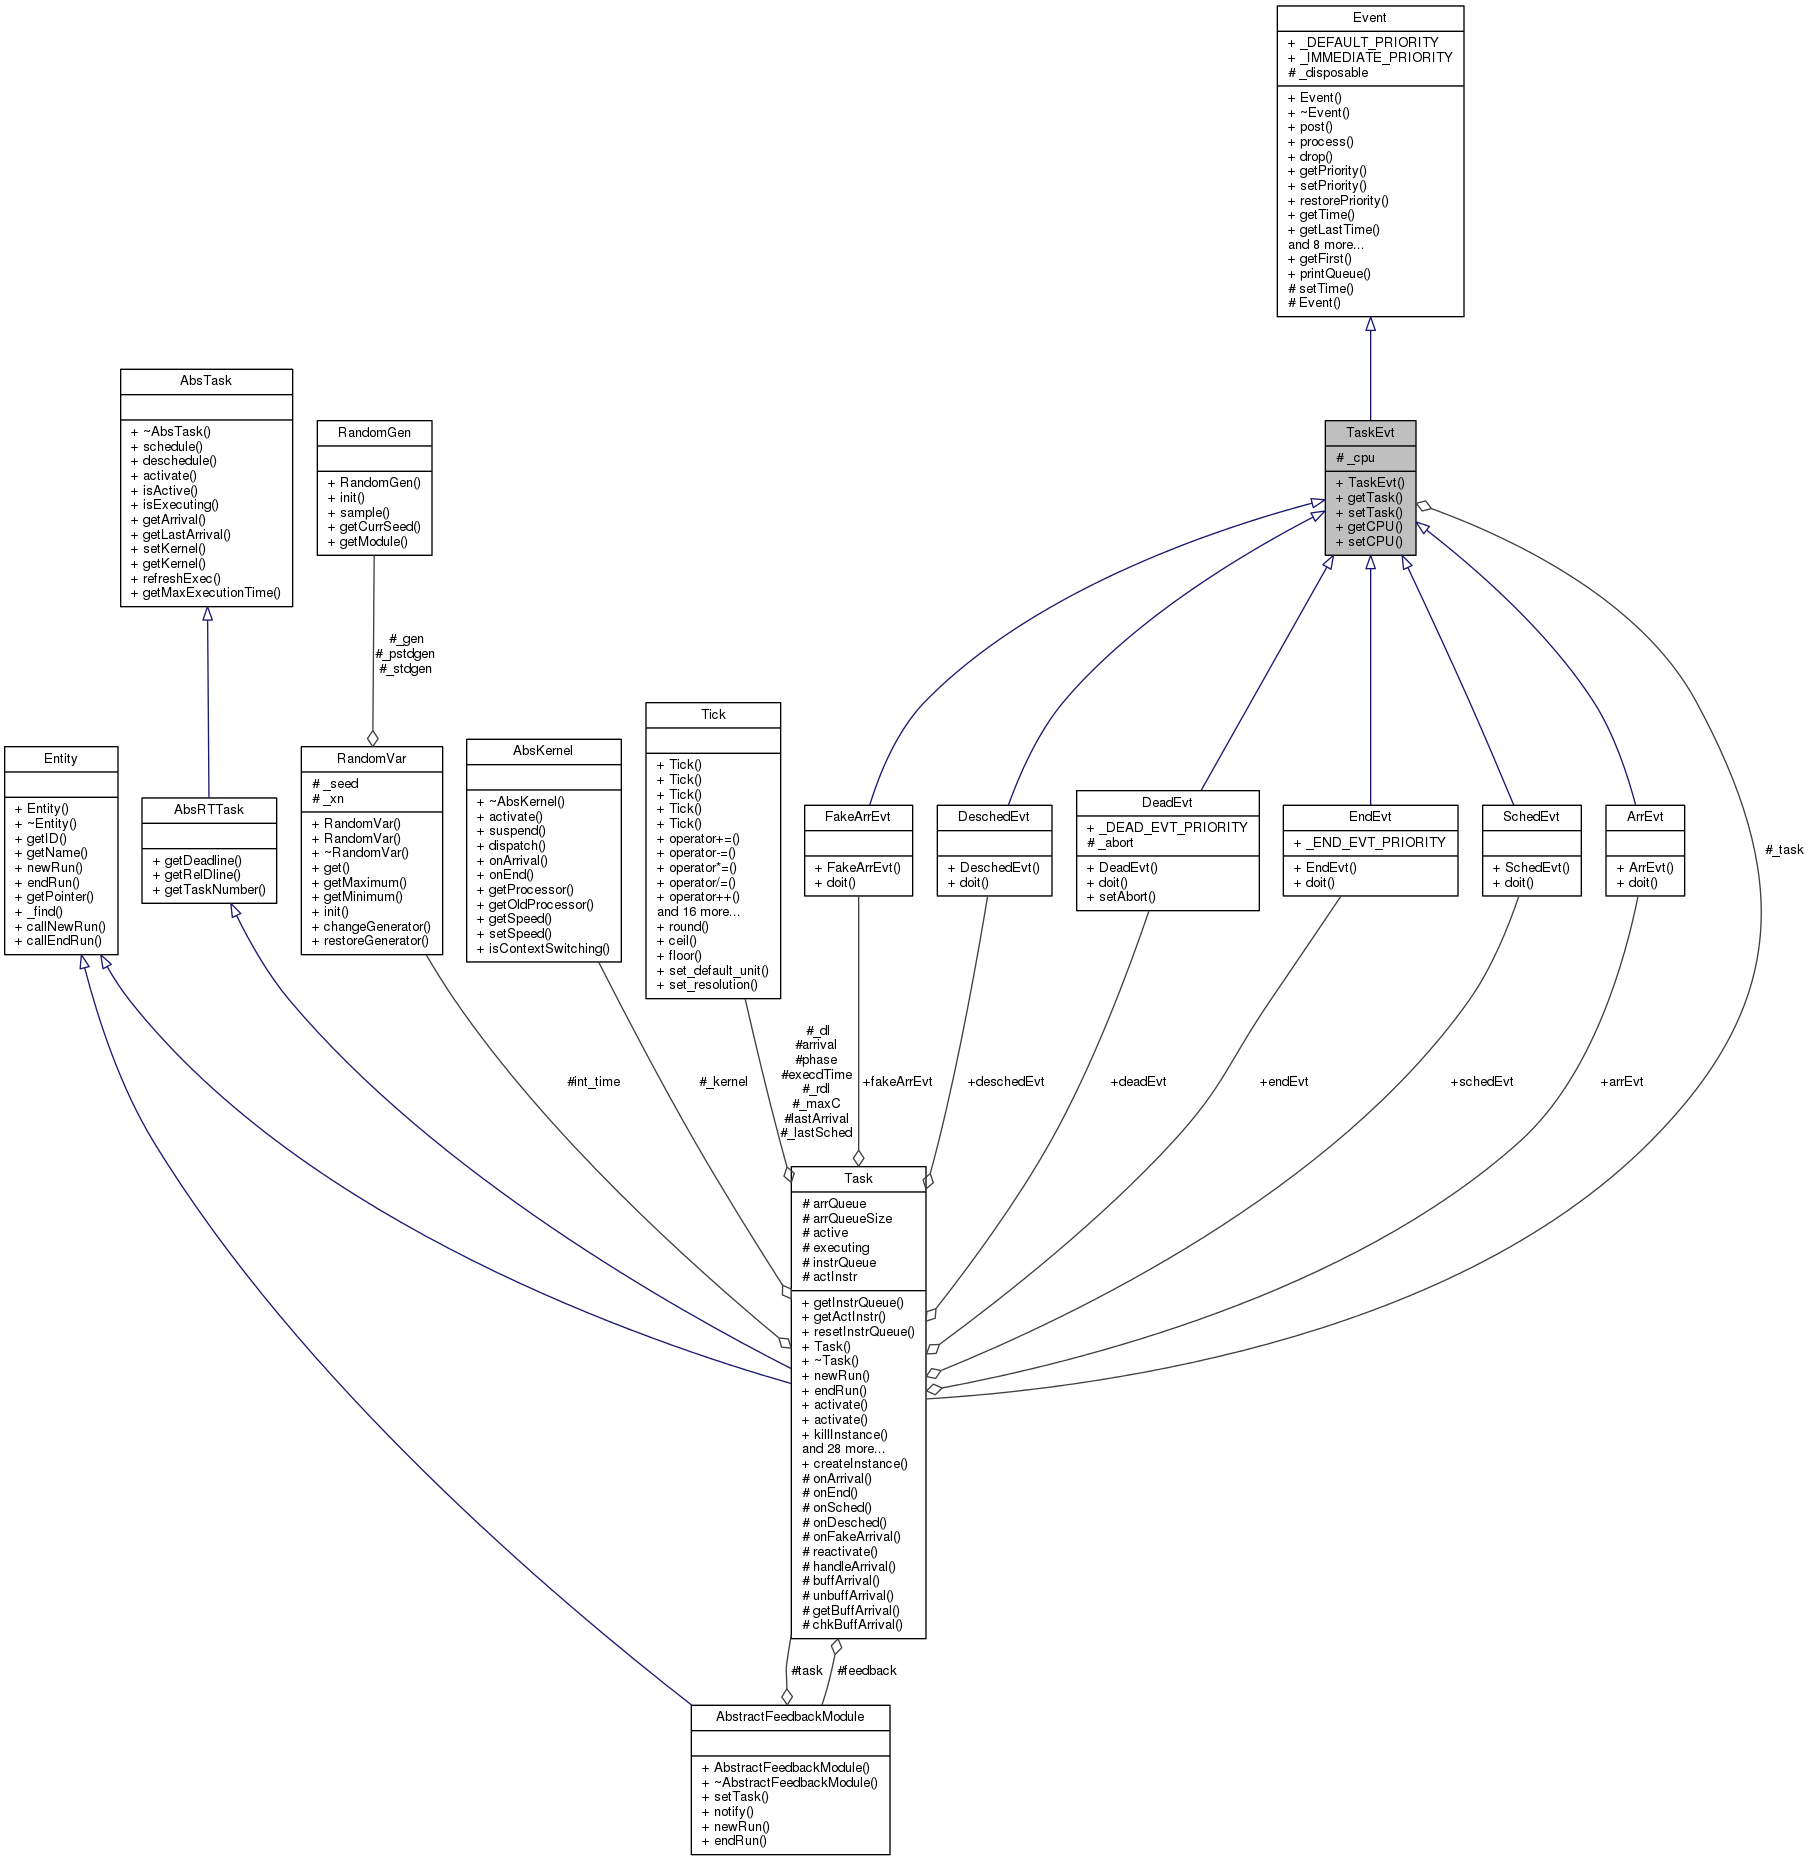 Event
+ _DEFAULT_PRIORITY
+ _IMMEDIATE_PRIORITY
# _disposable
+ Event()
+ ~Event()
+ post()
+ process()
+ drop()
+ getPriority()
+ setPriority()
+ restorePriority()
+ getTime()
+ getLastTime()
and 8 more...
+ getFirst()
+ printQueue()
# setTime()
# Event()
AbsTask
+ ~AbsTask()
+ schedule()
+ deschedule()
+ activate()
+ isActive()
+ isExecuting()
+ getArrival()
+ getLastArrival()
+ setKernel()
+ getKernel()
+ refreshExec()
+ getMaxExecutionTime()
RandomGen
+ RandomGen()
+ init()
+ sample()
+ getCurrSeed()
+ getModule()
TaskEvt
# _cpu
+ TaskEvt()
+ getTask()
+ setTask()
+ getCPU()
+ setCPU()
#_gen
#_pstdgen
#_stdgen
Entity
+ Entity()
+ ~Entity()
+ getID()
+ getName()
+ newRun()
+ endRun()
+ getPointer()
+ _find()
+ callNewRun()
+ callEndRun()
AbsRTTask
+ getDeadline()
+ getRelDline()
+ getTaskNumber()
RandomVar
# _seed
# _xn
+ RandomVar()
+ RandomVar()
+ ~RandomVar()
+ get()
+ getMaximum()
+ getMinimum()
+ init()
+ changeGenerator()
+ restoreGenerator()
AbsKernel
+ ~AbsKernel()
+ activate()
+ suspend()
+ dispatch()
+ onArrival()
+ onEnd()
+ getProcessor()
+ getOldProcessor()
+ getSpeed()
+ setSpeed()
+ isContextSwitching()
Tick
+ Tick()
+ Tick()
+ Tick()
+ Tick()
+ Tick()
+ operator+=()
+ operator-=()
+ operator*=()
+ operator/=()
+ operator++()
and 16 more...
+ round()
+ ceil()
+ floor()
+ set_default_unit()
+ set_resolution()
FakeArrEvt
+ FakeArrEvt()
+ doit()
DeschedEvt
+ DeschedEvt()
+ doit()
DeadEvt
+ _DEAD_EVT_PRIORITY
# _abort
+ DeadEvt()
+ doit()
+ setAbort()
EndEvt
+ _END_EVT_PRIORITY
+ EndEvt()
+ doit()
SchedEvt
+ SchedEvt()
+ doit()
ArrEvt
+ ArrEvt()
+ doit()
#_task
#int_time
#_kernel
#_dl
#arrival
#phase
#execdTime
#_rdl
#_maxC
#lastArrival
#_lastSched
+fakeArrEvt
+deschedEvt
+deadEvt
+endEvt
+schedEvt
+arrEvt
Task
# arrQueue
# arrQueueSize
# active
# executing
# instrQueue
# actInstr
+ getInstrQueue()
+ getActInstr()
+ resetInstrQueue()
+ Task()
+ ~Task()
+ newRun()
+ endRun()
+ activate()
+ activate()
+ killInstance()
and 28 more...
+ createInstance()
# onArrival()
# onEnd()
# onSched()
# onDesched()
# onFakeArrival()
# reactivate()
# handleArrival()
# buffArrival()
# unbuffArrival()
# getBuffArrival()
# chkBuffArrival()
#task
#feedback
AbstractFeedbackModule
+ AbstractFeedbackModule()
+ ~AbstractFeedbackModule()
+ setTask()
+ notify()
+ newRun()
+ endRun()